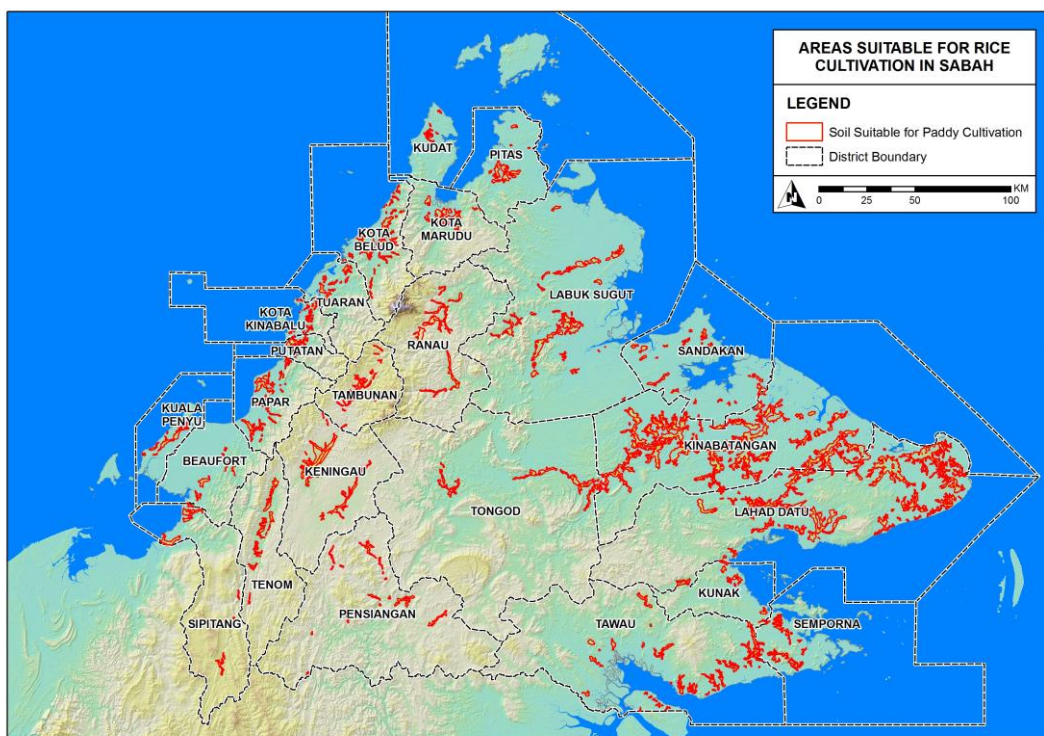 AREAS SUITABLE FOR RICE
CULTIVATION IN SABAH
LEGEND
Soil Suitable for Paddy Cultivation
District Boundary
N
KM
0 25 50 100
KUDAT
PITAS
KOTA
MARUDU
KOTA
BELUD
TUARAN
LABUK SUGUT
KOTA
KINABALU
PUTATAN
RANAU
SANDAKAN
TAMBUNAN
PAPAR
KUALA
PENYU
KINABATANGAN
BEAUFORT
KENINGAU
TONGOD
LAHAD DATU
TENOM
KUNAK
PENSIANGAN
SIPITANG
TAWAU
SEMPORNA